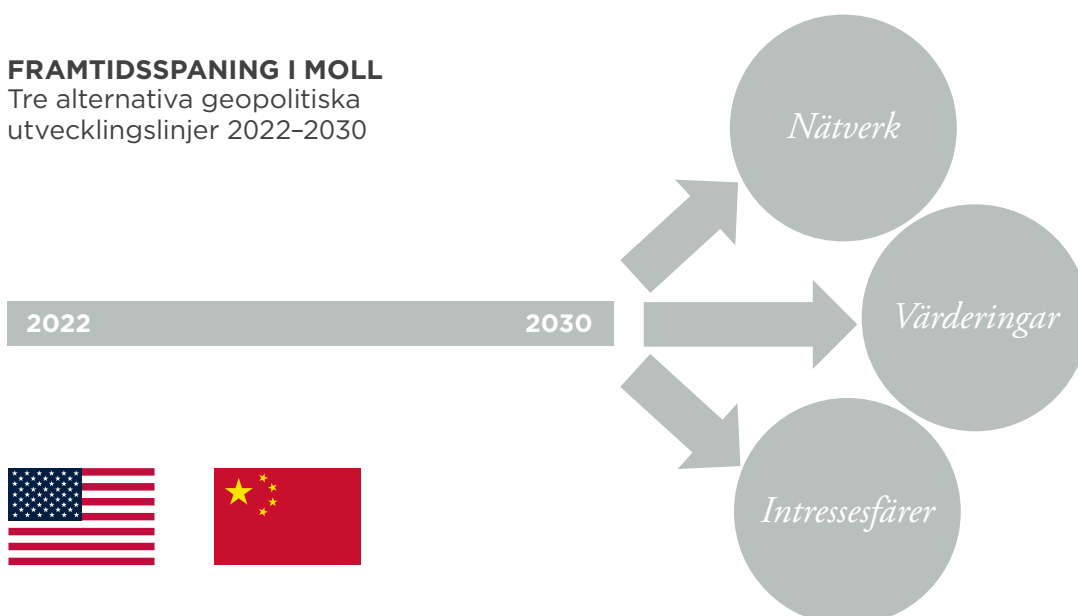 FRAMTIDSSPANING I MOLL
Tre alternativa geopolitiska
utvecklingslinjer 2022–2030
Nätverk
Värderingar
2022
2030
Intressesfärer